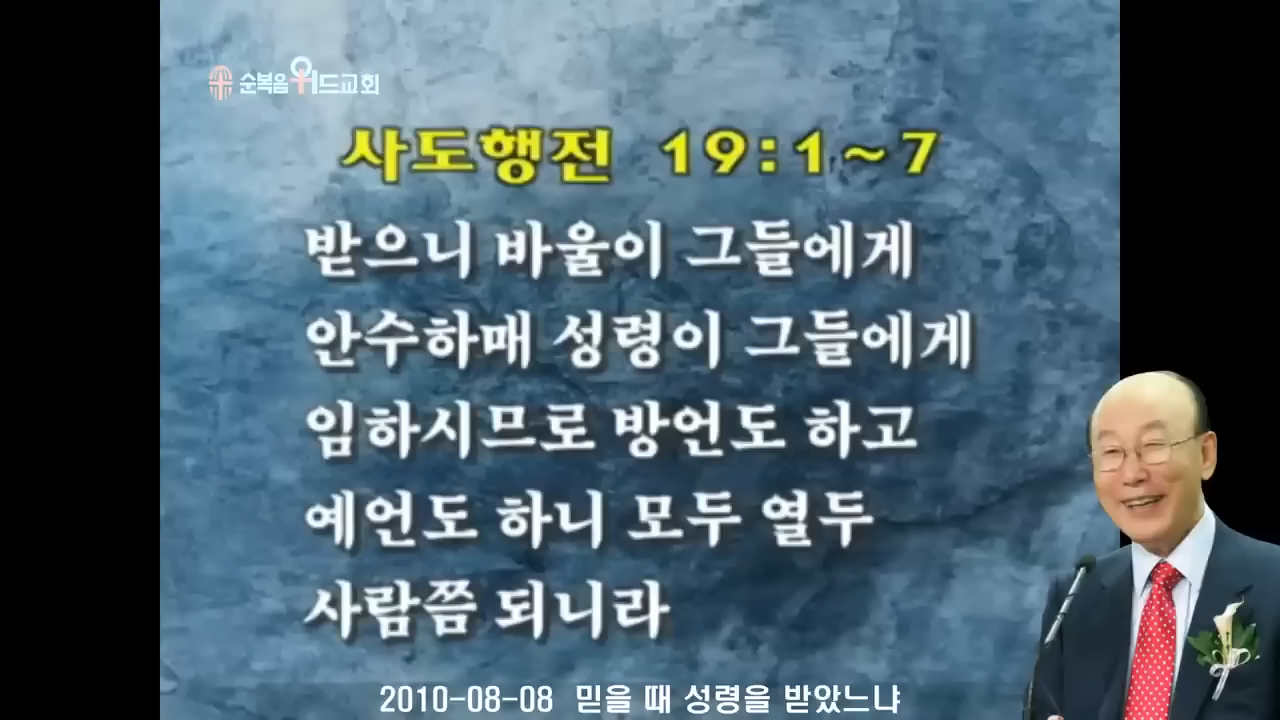 순복음위드교회
사도행전 19:1~7
받으니 바울이 그들에게
안수하매 성령이 그들에게
임하시므로 방언도 하고
예언도 하니 모두 열두
사람쯤 되니라
2010-08-08 믿을 때 성령을 받았느냐